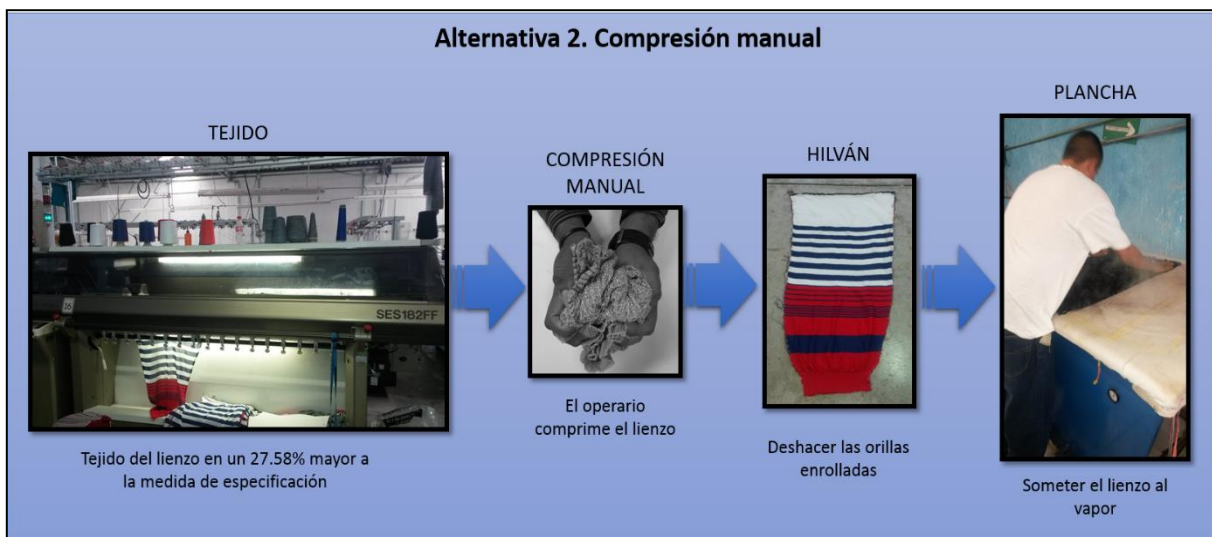 Alternativa 2. Compresión manual
TEJIDO
SES182FF
Tejido del lienzo en un 27.58% mayor a
la medida de especificación
COMPRESIÓN
MANUAL
El operario
comprime el lienzo
HILVÁN
Deshacer las orillas
enrolladas
PLANCHA
Someter el lienzo al
vapor